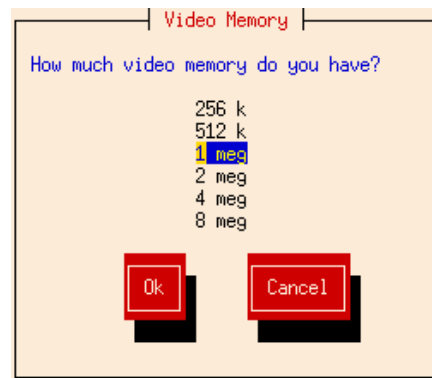 Video Memory
How much video memory do you have?
256 k
512 k
1 meg
2 meg
4 meg
8 meg
Ok Cancel